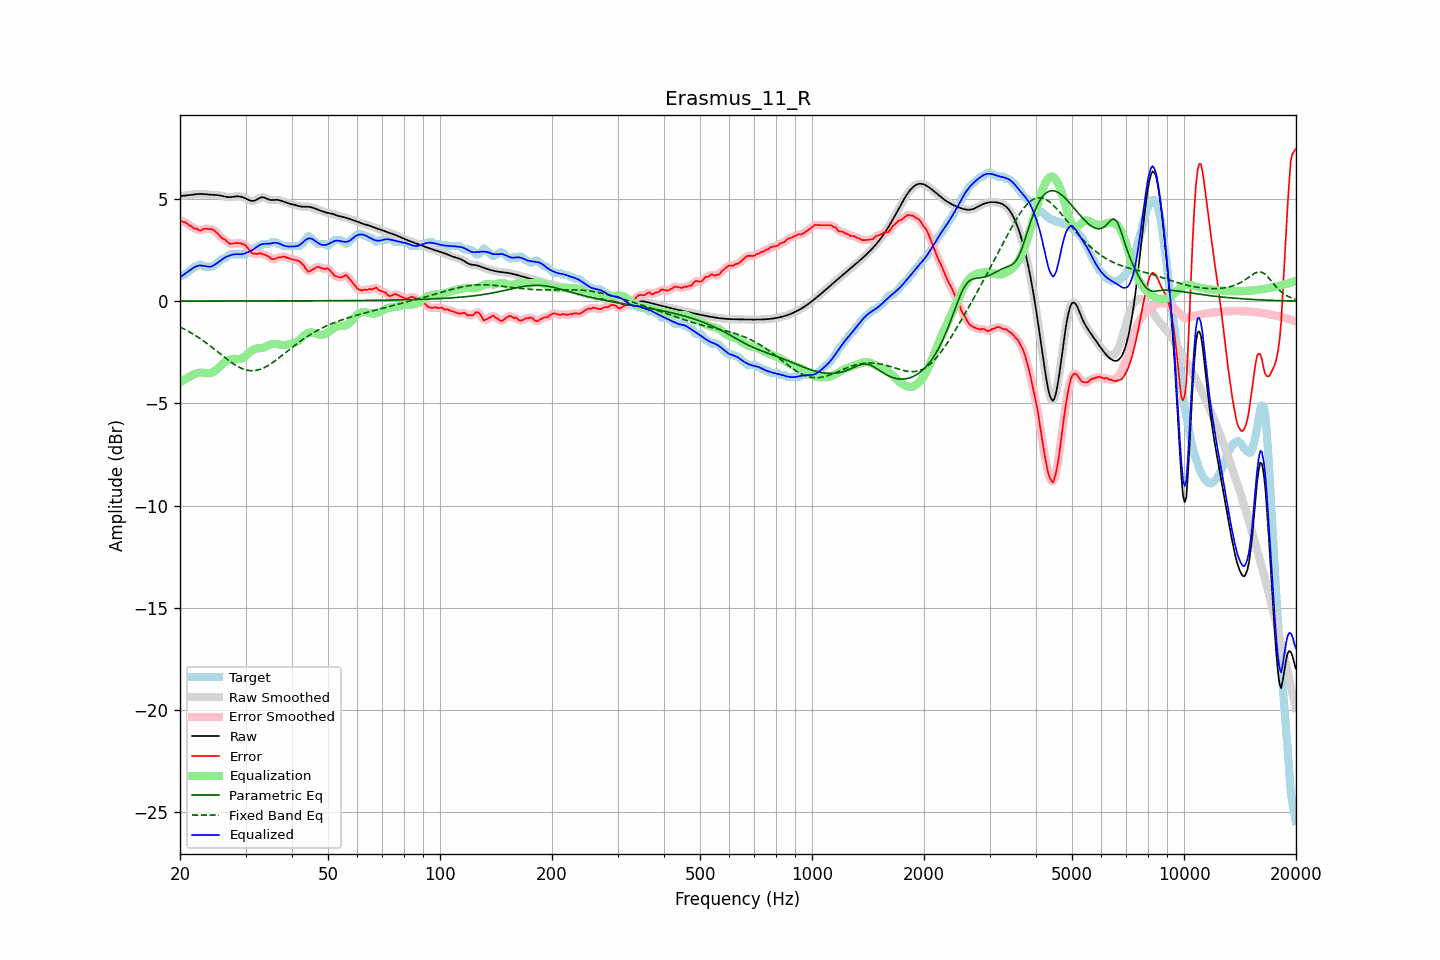 Erasmus_11_R
Amplitude (dBr)
5
0
−5
−10
−15
−20
−25
Target
Raw Smoothed
Error Smoothed
Raw
Error
Equalization
Parametric Eq
Fixed Band Eq
Equalized
20
50
100
200
500
1000
2000
5000
10000
20000
Frequency (Hz)